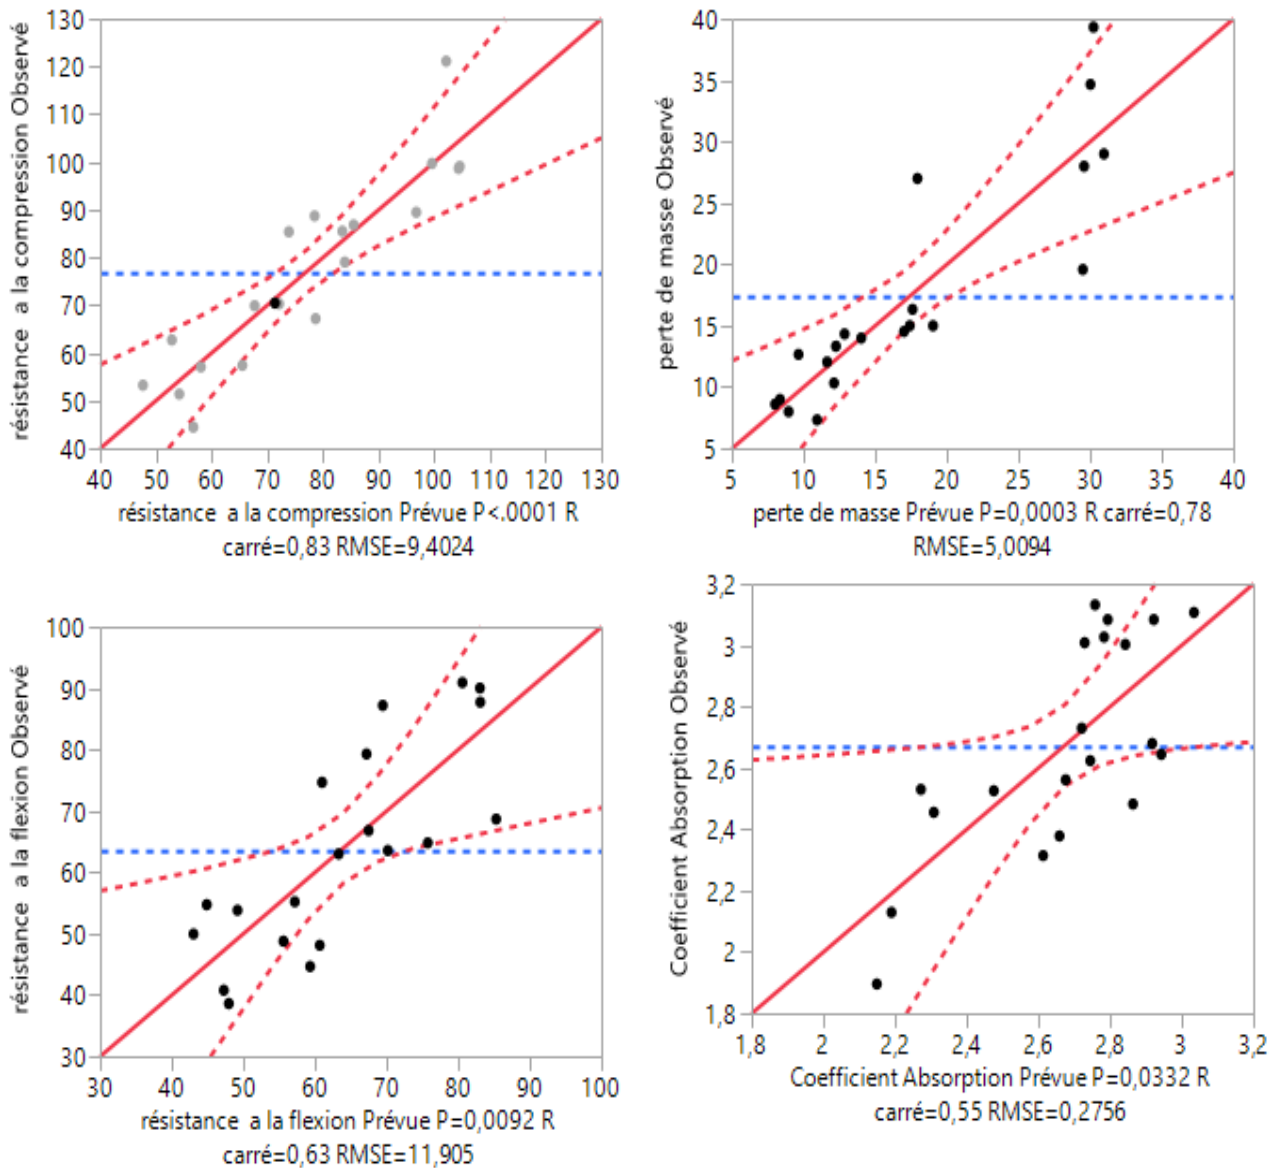 résistance a la compression Observé
130
120
110
100
90
80
70
60
50
40
40 50 60 70 80 90 100 110 120 130
résistance a la compression Prévue P<.0001 R
carré=0,83 RMSE=9,4024
perte de masse Observé
40
35
30
25
20
15
10
5
5 10 15 20 25 30 35 40
perte de masse Prévue P=0,0003 R carré=0,78
RMSE=5,0094
résistance a la flexion Observé
100
90
80
70
60
50
40
30
30 40 50 60 70 80 90 100
résistance a la flexion Prévue P=0,0092 R
carré=0,63 RMSE=11,905
Coefficient Absorption Observé
3,2
3
2,8
2,6
2,4
2,2
2
1,8
1,8 2 2,2 2,4 2,6 2,8 3 3,2
Coefficient Absorption Prévue P=0,0332 R
carré=0,55 RMSE=0,2756